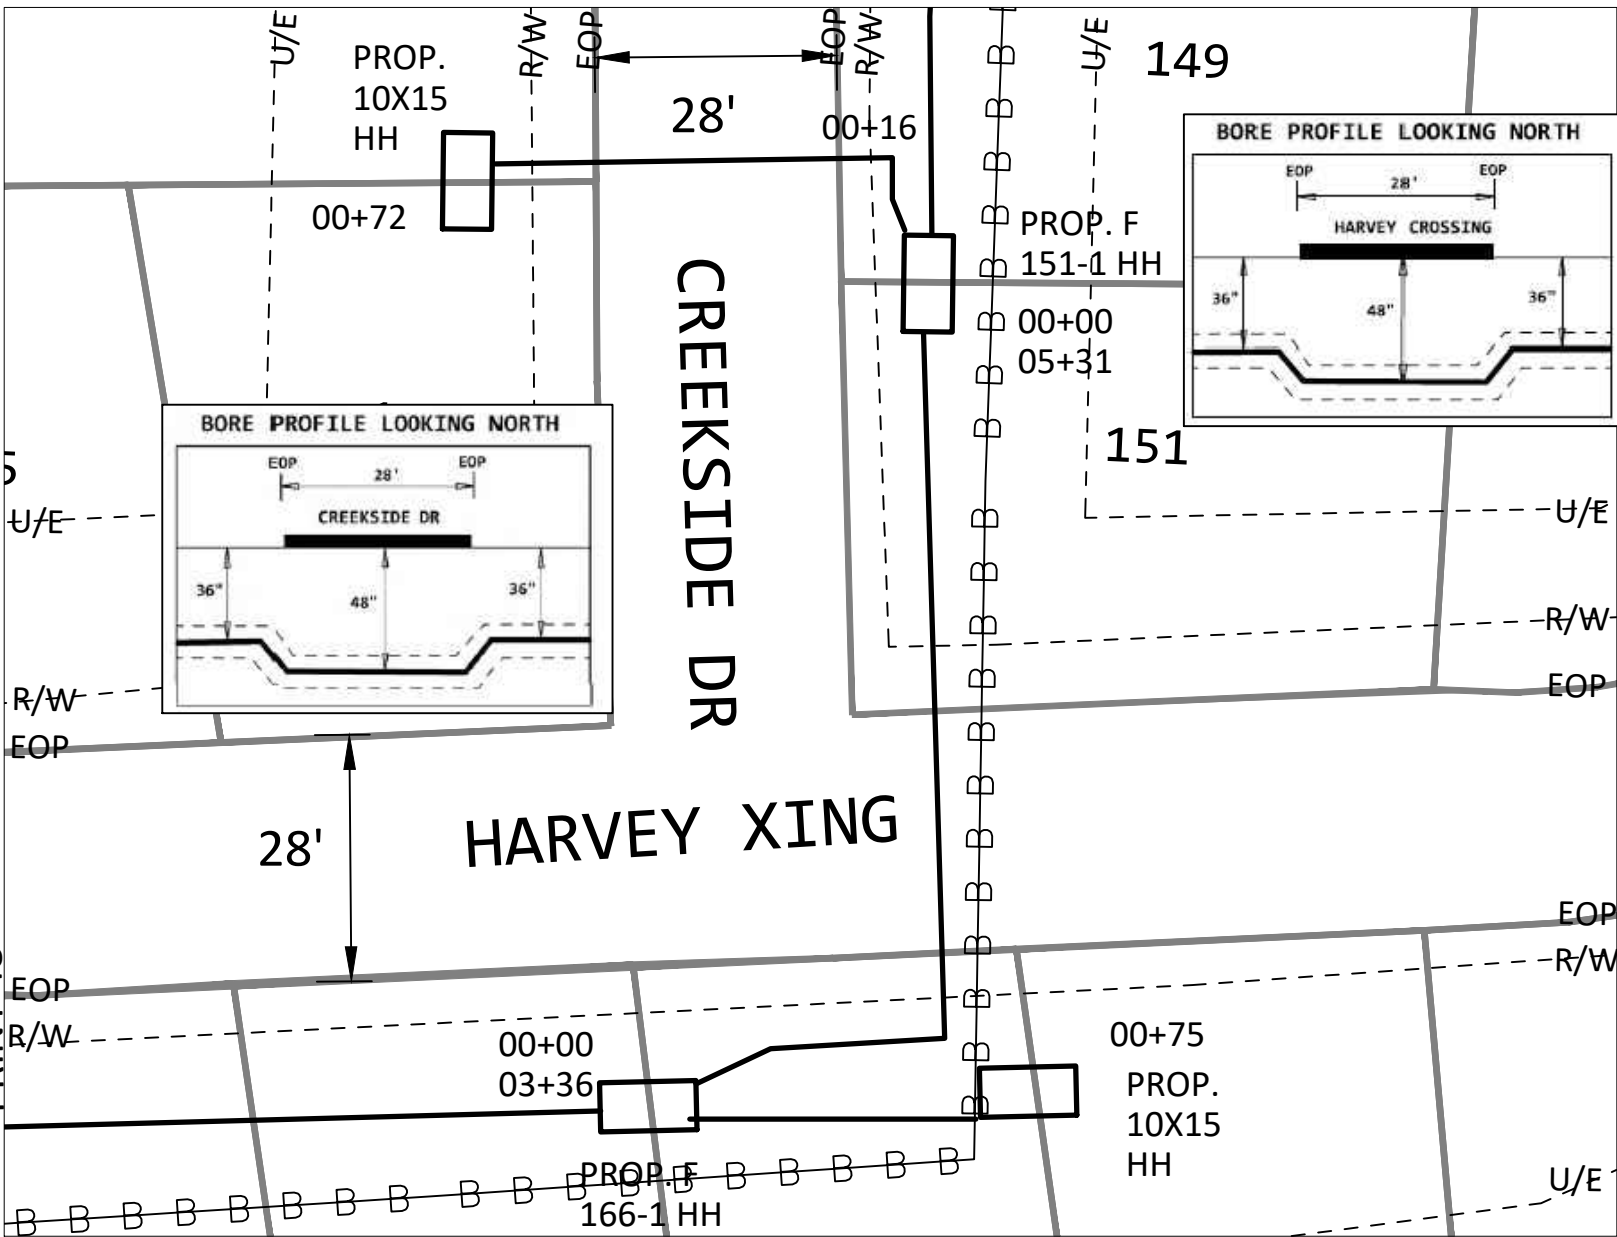 U/E
R/W
EOP
EOP
R/W
U/E
149
PROP.
10X15
HH
28'
00+16
00+72
PROP. F
151-1 HH
00+00
05+31
BORE PROFILE LOOKING NORTH
EOP
EOP
28'
HARVEY CROSSING
36"
48"
36"
CREEKSIDE DR
151
BORE PROFILE LOOKING NORTH
EOP
EOP
28'
CREEKSIDE DR
36"
48"
36"
U/E
U/E
R/W
R/W
EOP
EOP
28'
HARVEY XING
EOP
R/W
EOP
R/W
00+00
03+36
00+75
PROP.
10X15
HH
PROP. F
166-1 HH
U/E
B B B B B B B B B B B B B B B B B B B B B
B B B B B B B B B B B B B B B B B B